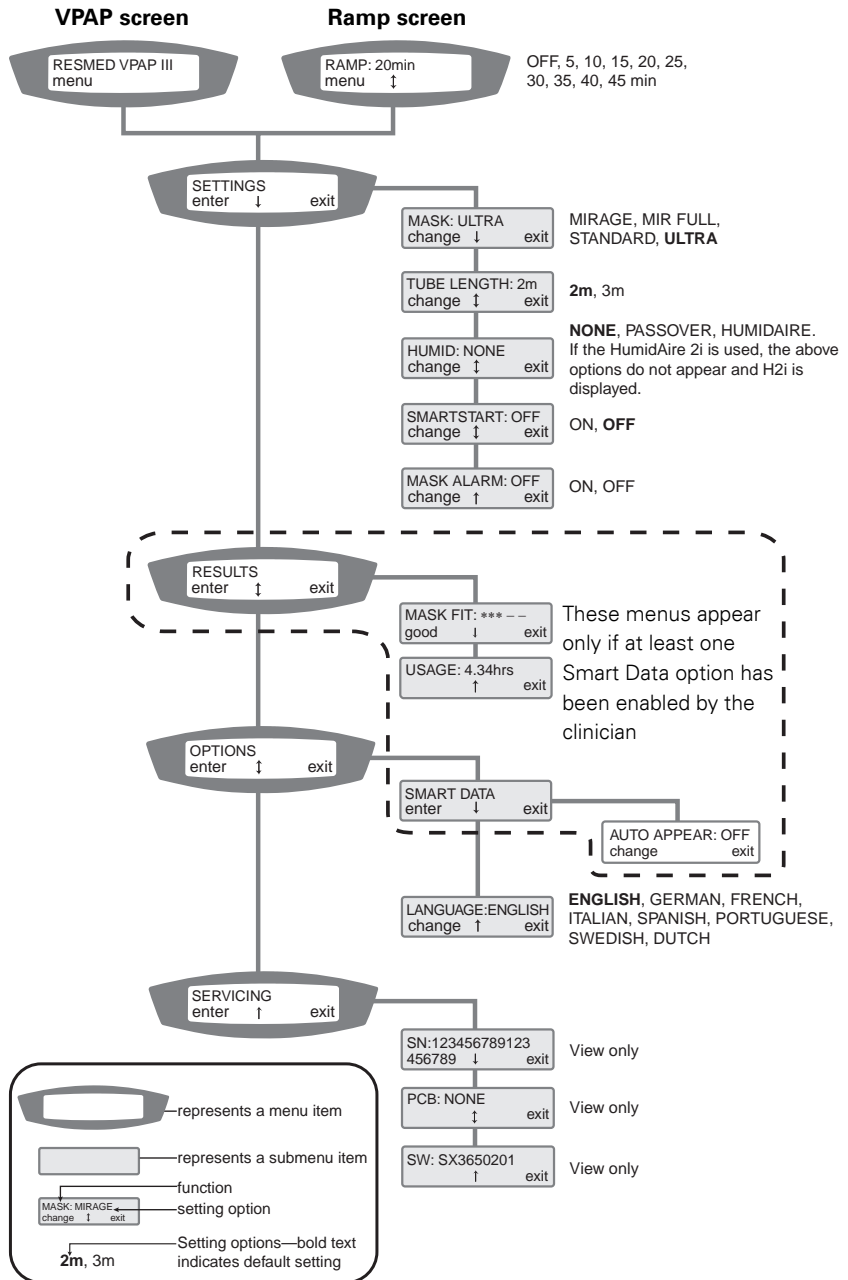 VPAP screen
Ramp screen
RESMED VPAP III
menu
RAMP: 20min
menu ↕
OFF, 5, 10, 15, 20, 25,
30, 35, 40, 45 min
SETTINGS
enter ↓ exit
MASK: ULTRA
change ↓ exit
MIRAGE, MIR FULL,
STANDARD, ULTRA
TUBE LENGTH: 2m
change ↕ exit
2m, 3m
HUMID: NONE
change ↕ exit
NONE, PASSOVER, HUMIDAIRE.
If the HumidAire 2i is used, the above
options do not appear and H2i is
displayed.
SMARTSTART: OFF
change ↕ exit
ON, OFF
MASK ALARM: OFF
change ↑ exit
ON, OFF
RESULTS
enter ↕ exit
MASK FIT: *** – –
good ↓ exit
USAGE: 4.34hrs
↑ exit
These menus appear
only if at least one
Smart Data option has
been enabled by the
clinician
OPTIONS
enter ↕ exit
SMART DATA
enter ↓ exit
AUTO APPEAR: OFF
change exit
LANGUAGE:ENGLISH
change ↑ exit
ENGLISH, GERMAN, FRENCH,
ITALIAN, SPANISH, PORTUGUESE,
SWEDISH, DUTCH
SERVICING
enter ↑ exit
SN:123456789123
456789 ↓ exit
View only
PCB: NONE
↕ exit
View only
SW: SX3650201
↑ exit
View only
represents a menu item
represents a submenu item
function
MASK: MIRAGE
change ↕ exit
setting option
2m, 3m
Setting options—bold text
indicates default setting